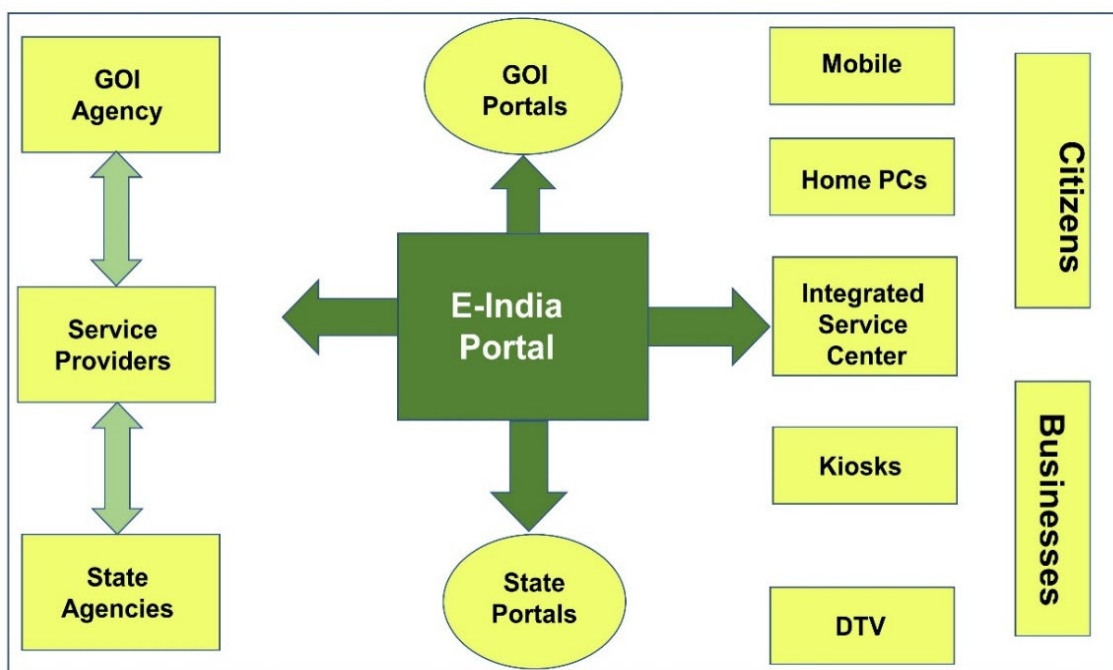 GOI
Agency
Service
Providers
State
Agencies
GOI
Portals
E-India
Portal
State
Portals
Mobile
Home PCs
Integrated
Service
Center
Kiosks
DTV
Citizens
Businesses